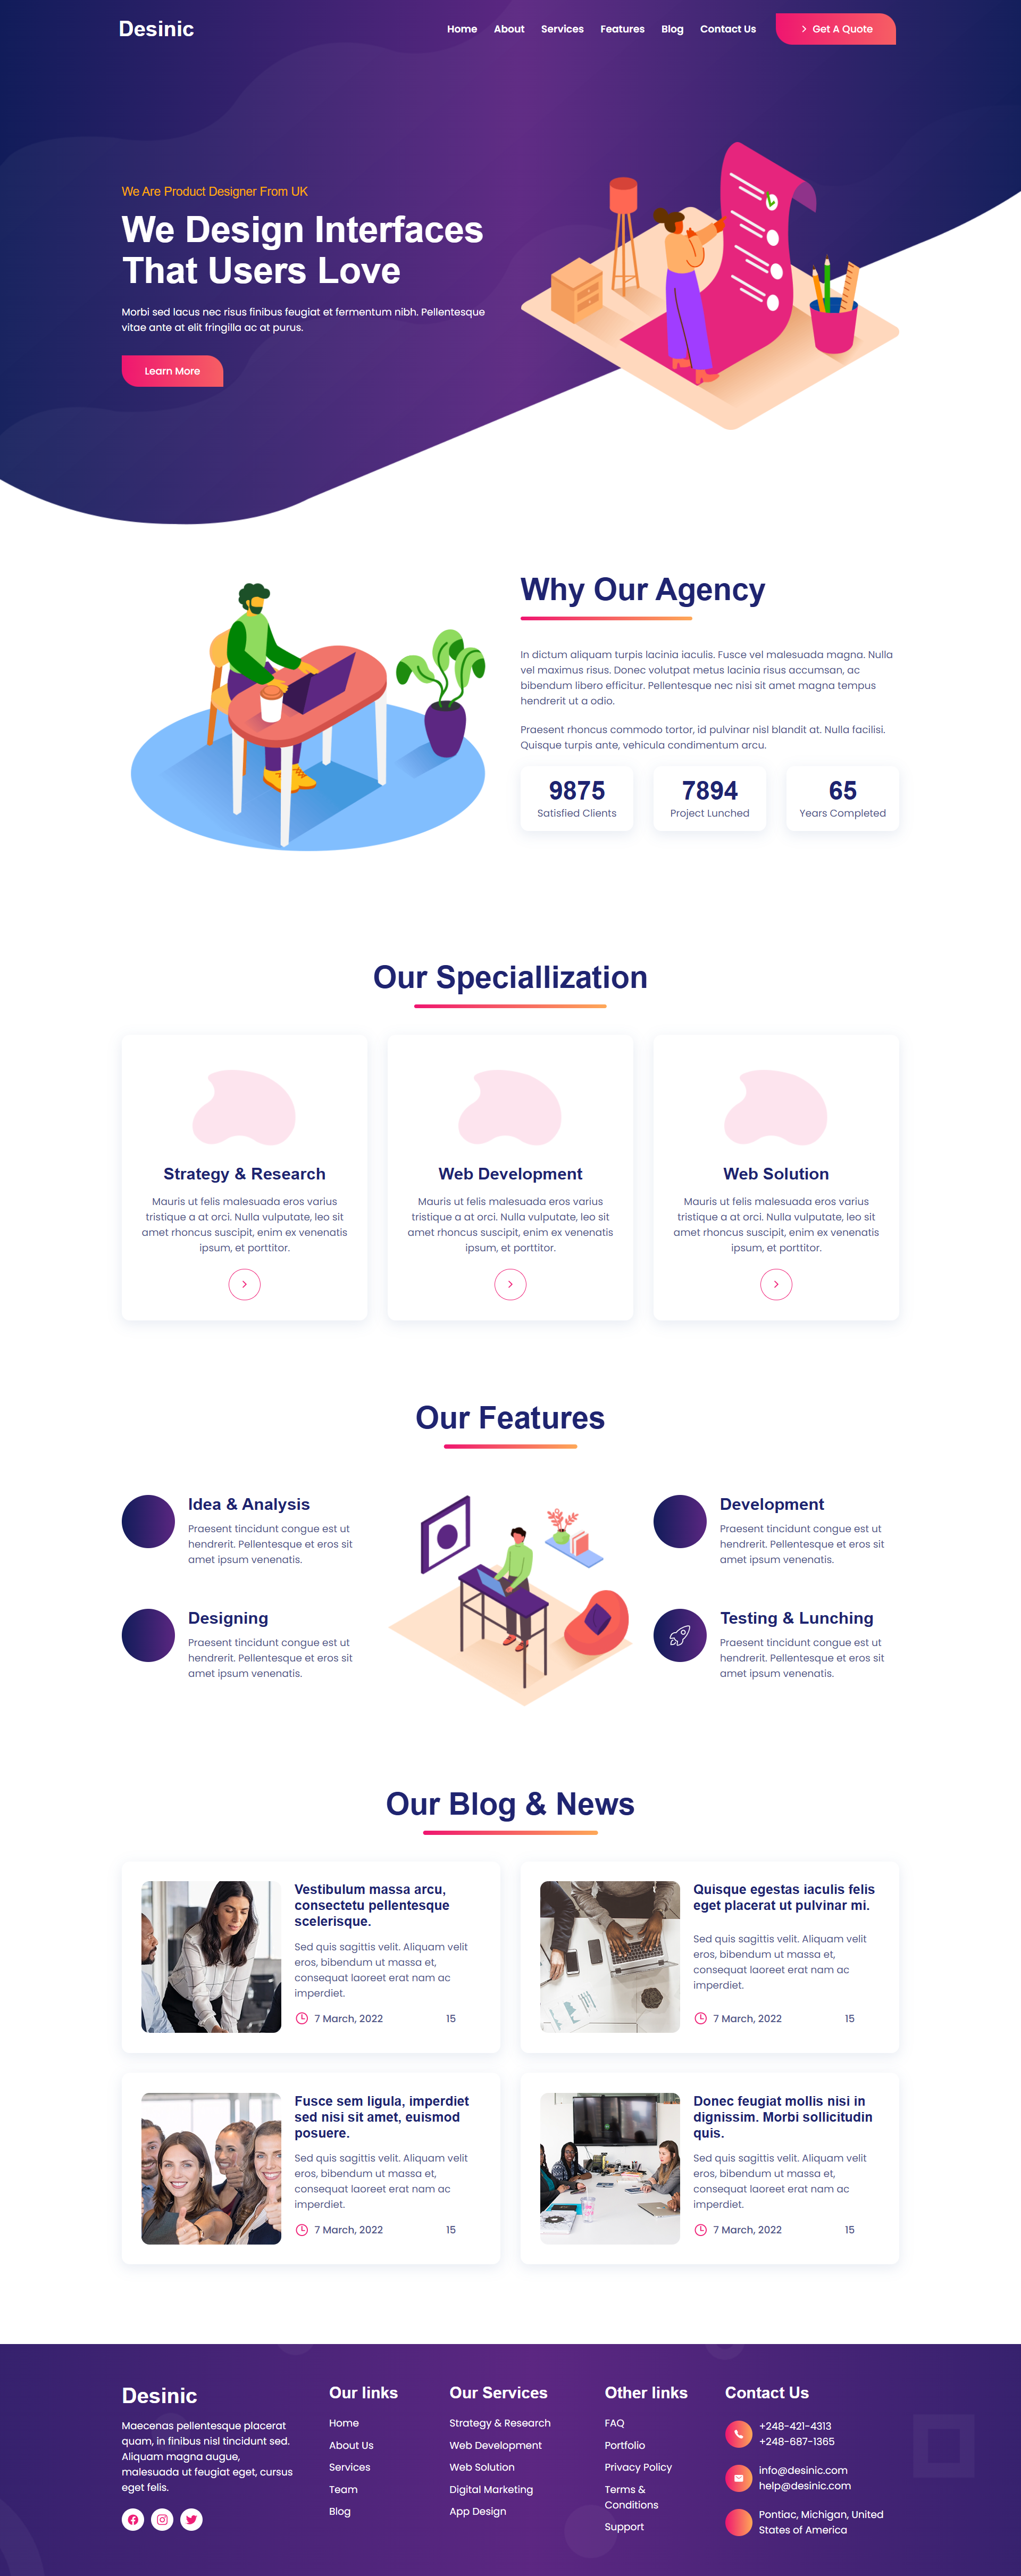 Desinic
Home About Services Features Blog Contact Us Get A Quote
We Are Product Designer From UK
We Design Interfaces
That Users Love
Morbi sed lacus nec risus finibus feugiat et fermentum nibh. Pellentesque
vitae ante at elit fringilla ac at purus.
Learn More
Why Our Agency
In dictum aliquam turpis lacinia iaculis. Fusce vel malesuada magna. Nulla
vel maximus risus. Donec volutpat metus lacinia risus accumsan, ac
bibendum libero efficitur. Pellentesque nec nisi sit amet magna tempus
hendrerit ut a odio.
Praesent rhoncus commodo tortor, id pulvinar nisl blandit at. Nulla facilisi.
Quisque turpis ante, vehicula condimentum arcu.
9875
Satisfied Clients
7894
Project Lunched
65
Years Completed
Our Speciallization
Strategy & Research
Mauris ut felis malesuada eros varius
tristique a at orci. Nulla vulputate, leo sit
amet rhoncus suscipit, enim ex venenatis
ipsum, et porttitor.
Web Development
Mauris ut felis malesuada eros varius
tristique a at orci. Nulla vulputate, leo sit
amet rhoncus suscipit, enim ex venenatis
ipsum, et porttitor.
Web Solution
Mauris ut felis malesuada eros varius
tristique a at orci. Nulla vulputate, leo sit
amet rhoncus suscipit, enim ex venenatis
ipsum, et porttitor.
Our Features
Idea & Analysis
Praesent tincidunt congue est ut
hendrerit. Pellentesque et eros sit
amet ipsum venenatis.
Designing
Praesent tincidunt congue est ut
hendrerit. Pellentesque et eros sit
amet ipsum venenatis.
Development
Praesent tincidunt congue est ut
hendrerit. Pellentesque et eros sit
amet ipsum venenatis.
Testing & Lunching
Praesent tincidunt congue est ut
hendrerit. Pellentesque et eros sit
amet ipsum venenatis.
Our Blog & News
Vestibulum massa arcu,
consectetu pellentesque
scelerisque.
Sed quis sagittis velit. Aliquam velit
eros, bibendum ut massa et,
consequat laoreet erat nam ac
imperdiet.
7 March, 2022 15
Quisque egestas iaculis felis
eget placerat ut pulvinar mi.
Sed quis sagittis velit. Aliquam velit
eros, bibendum ut massa et,
consequat laoreet erat nam ac
imperdiet.
7 March, 2022 15
Fusce sem ligula, imperdiet
sed nisi sit amet, euismod
posuere.
Sed quis sagittis velit. Aliquam velit
eros, bibendum ut massa et,
consequat laoreet erat nam ac
imperdiet.
7 March, 2022 15
Donec feugiat mollis nisi in
dignissim. Morbi sollicitudin
quis.
Sed quis sagittis velit. Aliquam velit
eros, bibendum ut massa et,
consequat laoreet erat nam ac
imperdiet.
7 March, 2022 15
Desinic
Maecenas pellentesque placerat
quam, in finibus nisl tincidunt sed.
Aliquam magna augue,
malesuada ut feugiat eget, cursus
eget felis.
Our links
Home
About Us
Services
Team
Blog
Our Services
Strategy & Research
Web Development
Web Solution
Digital Marketing
App Design
Other links
FAQ
Portfolio
Privacy Policy
Terms &
Conditions
Support
Contact Us
+248-421-4313
+248-687-1365
info@desinic.com
help@desinic.com
Pontiac, Michigan, United
States of America